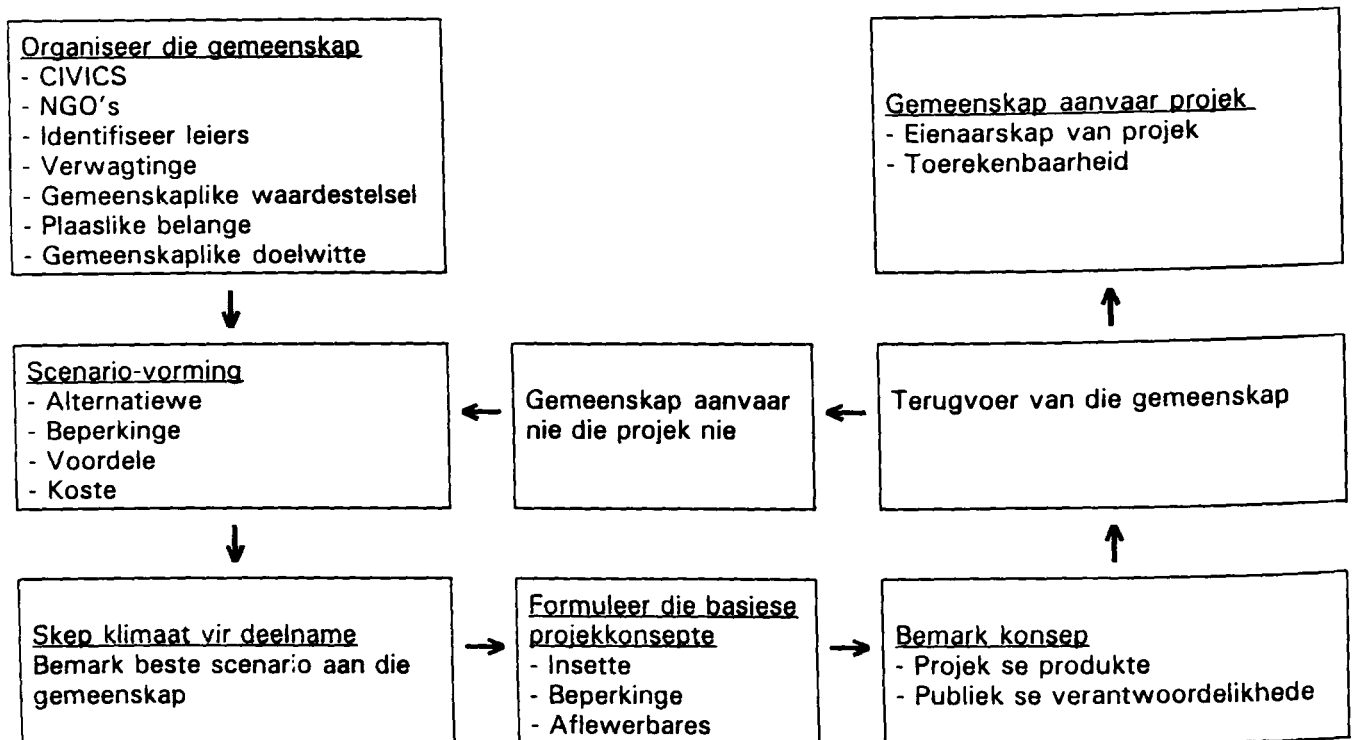 Organiseer die gemeenskap
- CIVICS
- NGO's
- Identifiseer leiers
- Verwagtinge
- Gemeenskaplike waardestelsel
- Plaaslike belange
- Gemeenskaplike doelwitte
Gemeenskap aanvaar projek
- Eienaarskap van projek
- Toerekenbaarheid
Scenario-vorming
- Alternatiewe
- Beperkinge
- Voordele
- Koste
Gemeenskap aanvaar
nie die projek nie
Terugvoer van die gemeenskap
Skep klimaat vir deelname
Bemark beste scenario aan die
gemeenskap
Formuleer die basiese
projekkonsepte
- Insette
- Beperkinge
- Aflewerbares
Bemark konsep
- Projek se produkte
- Publiek se verantwoordelikhede